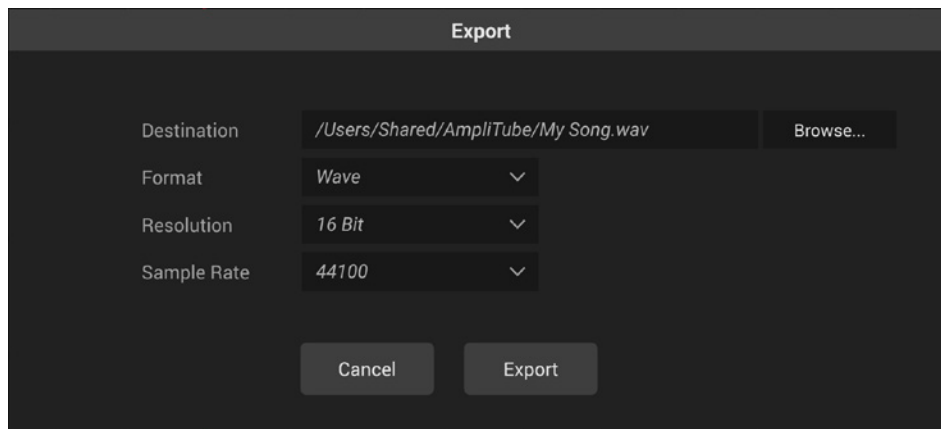 Export
Destination /Users/Shared/AmpliTube/My Song.wav Browse...
Format Wave
Resolution 16 Bit
Sample Rate 44100
Cancel Export